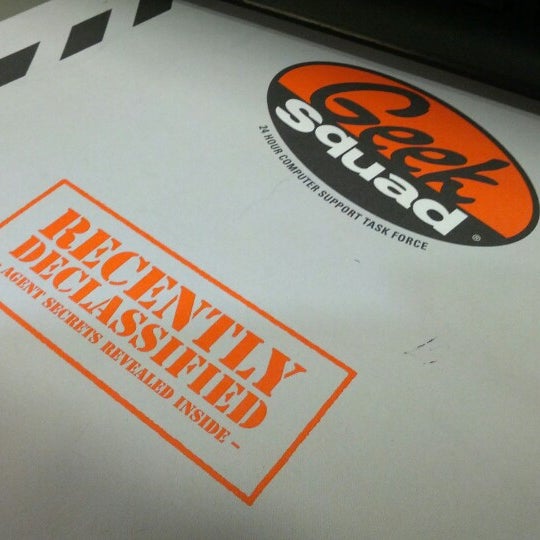 Geek
Squad ®
24 HOUR COMPUTER SUPPORT TASK FORCE
RECENTLY
DECLASSIFIED
- AGENT SECRETS REVEALED INSIDE -